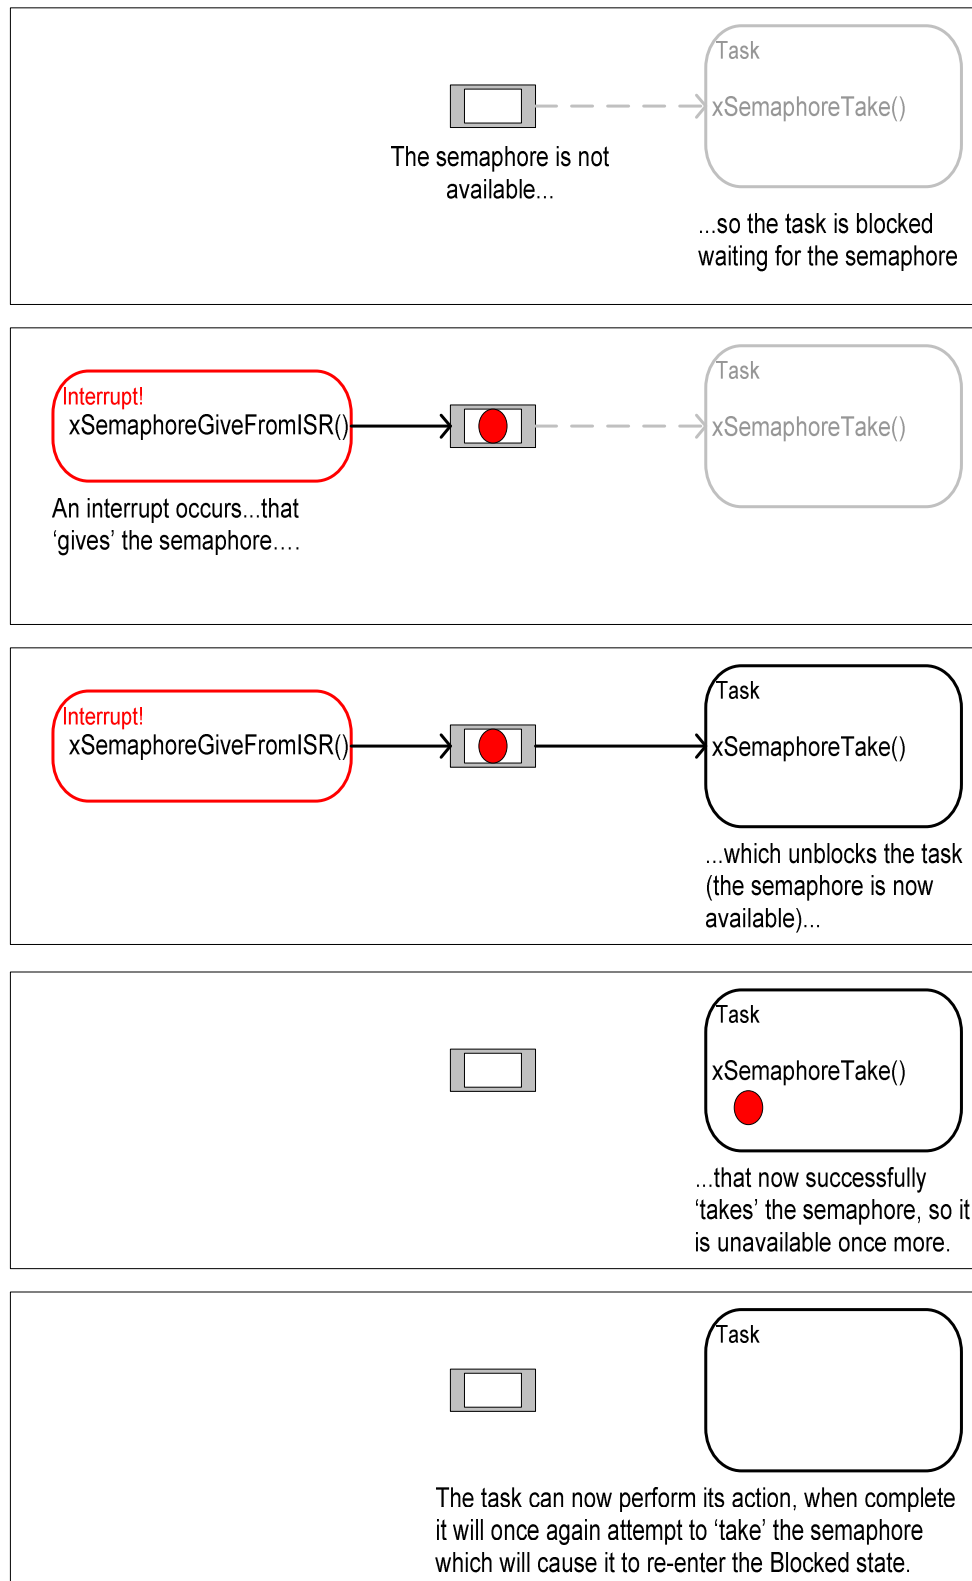 Task
xSemaphoreTake()
The semaphore is not
available...
...so the task is blocked
waiting for the semaphore
Task
Interrupt!
xSemaphoreGiveFromISR()
xSemaphoreTake()
An interrupt occurs...that
‘gives’ the semaphore....
Task
Interrupt!
xSemaphoreGiveFromISR()
xSemaphoreTake()
...which unblocks the task
(the semaphore is now
available)...
Task
xSemaphoreTake()
...that now successfully
‘takes’ the semaphore, so it
is unavailable once more.
Task
The task can now perform its action, when complete
it will once again attempt to ‘take’ the semaphore
which will cause it to re-enter the Blocked state.